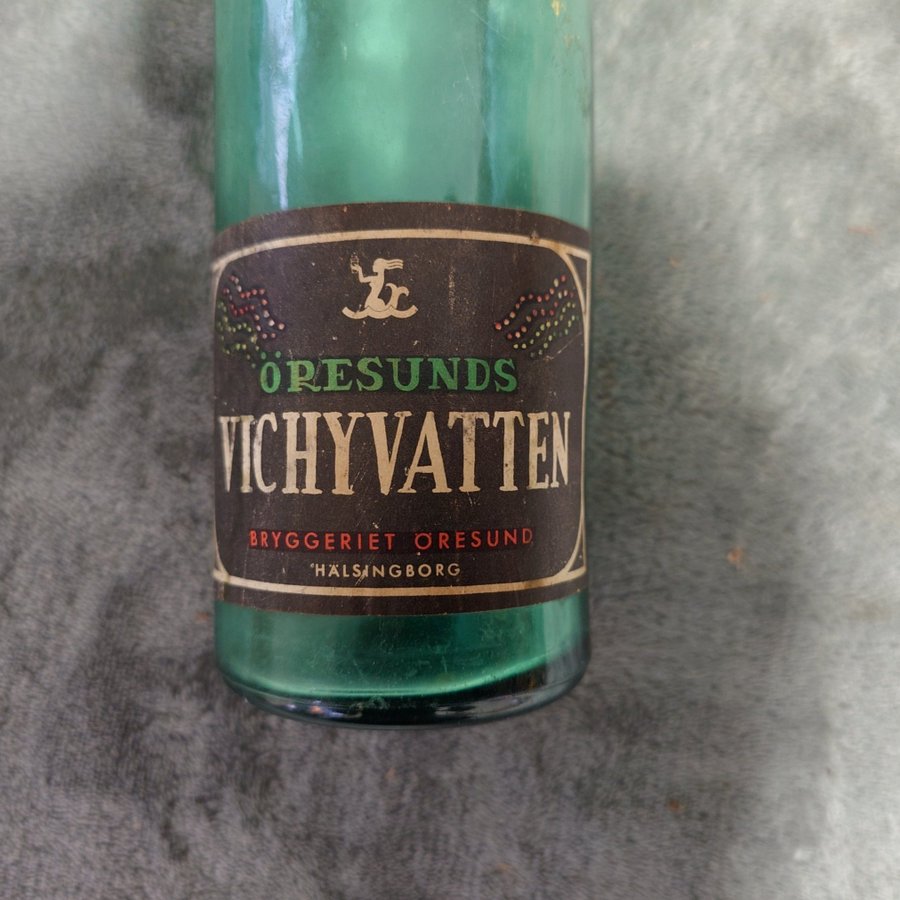 ÖRESUNDS
VICHYVATTEN
BRYGGERIET ÖRESUND
HÄLSINGBORG